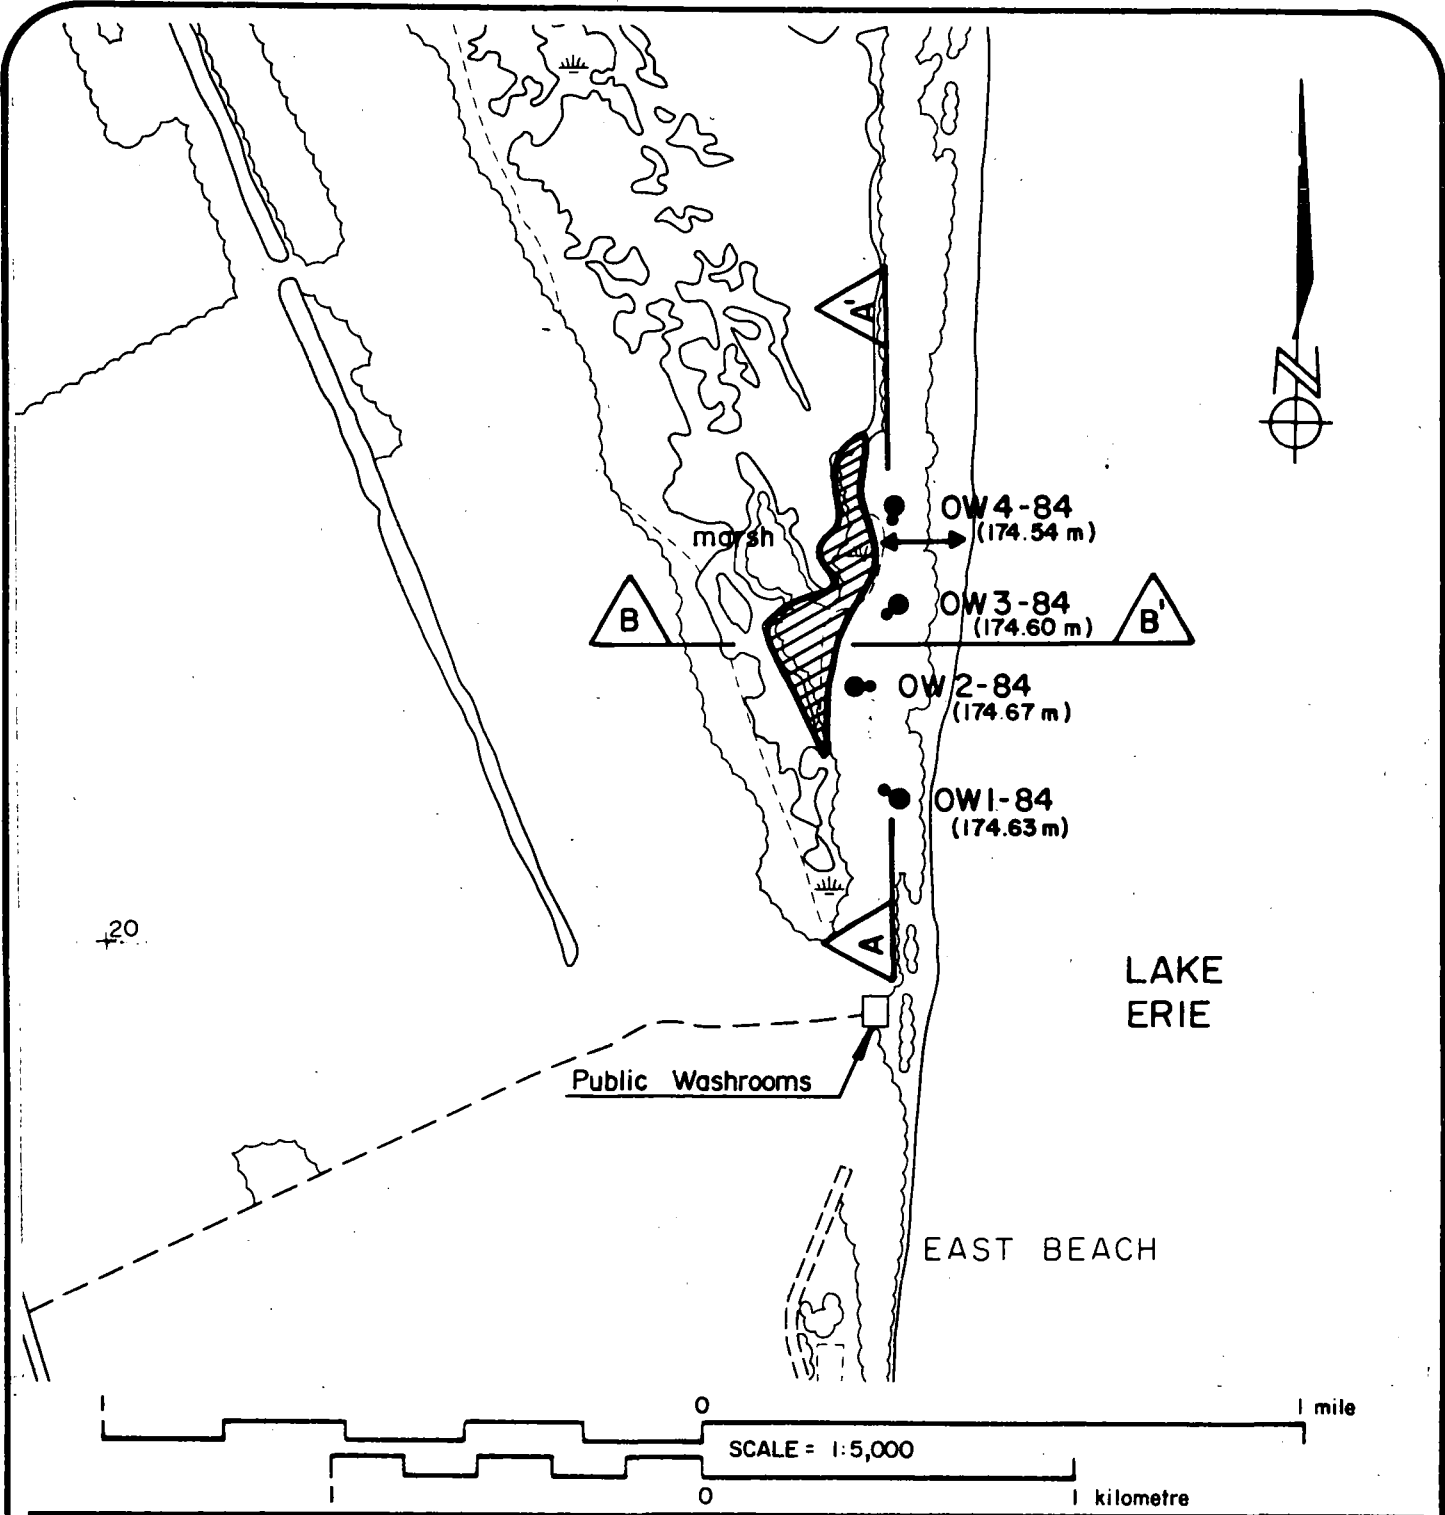 A'
N
OW4-84
(174.54 m)
marsh
OW3-84
(174.60 m)
B
B'
OW2-84
(174.67 m)
OW1-84
(174.63 m)
20
A
LAKE
ERIE
Public Washrooms
EAST BEACH
1 0 1 mile
SCALE = 1:5,000
1 0 1 kilometre